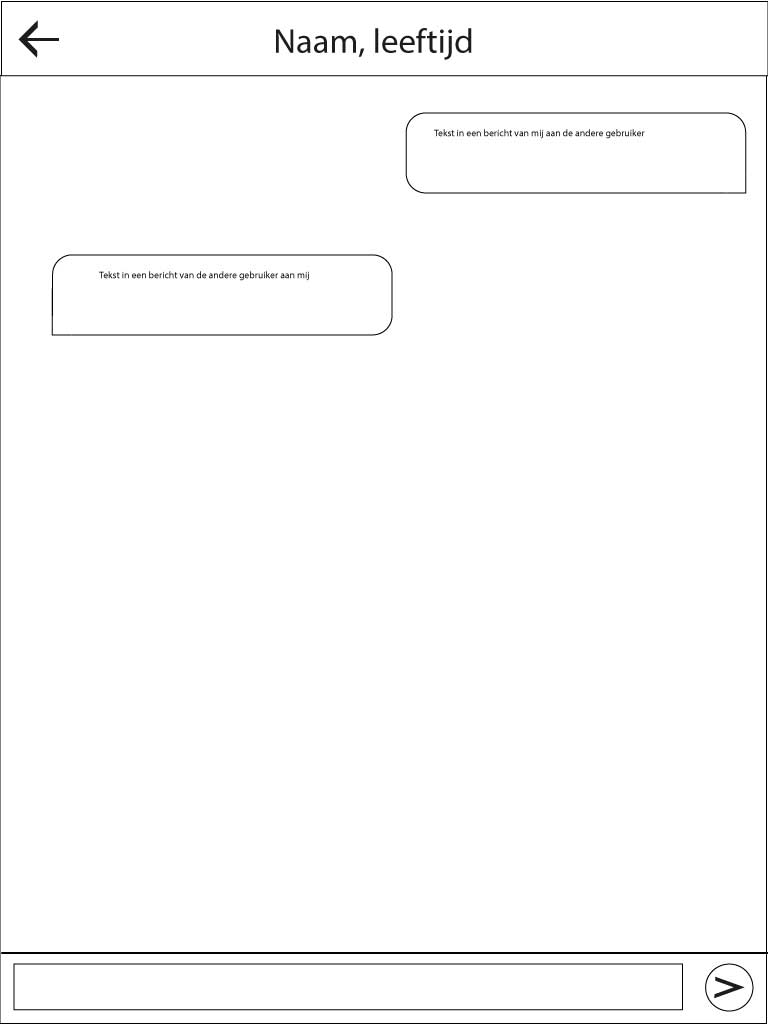 Naam, leeftijd
Tekst in een bericht van mij aan de andere gebruiker
Tekst in een bericht van de andere gebruiker aan mij
>